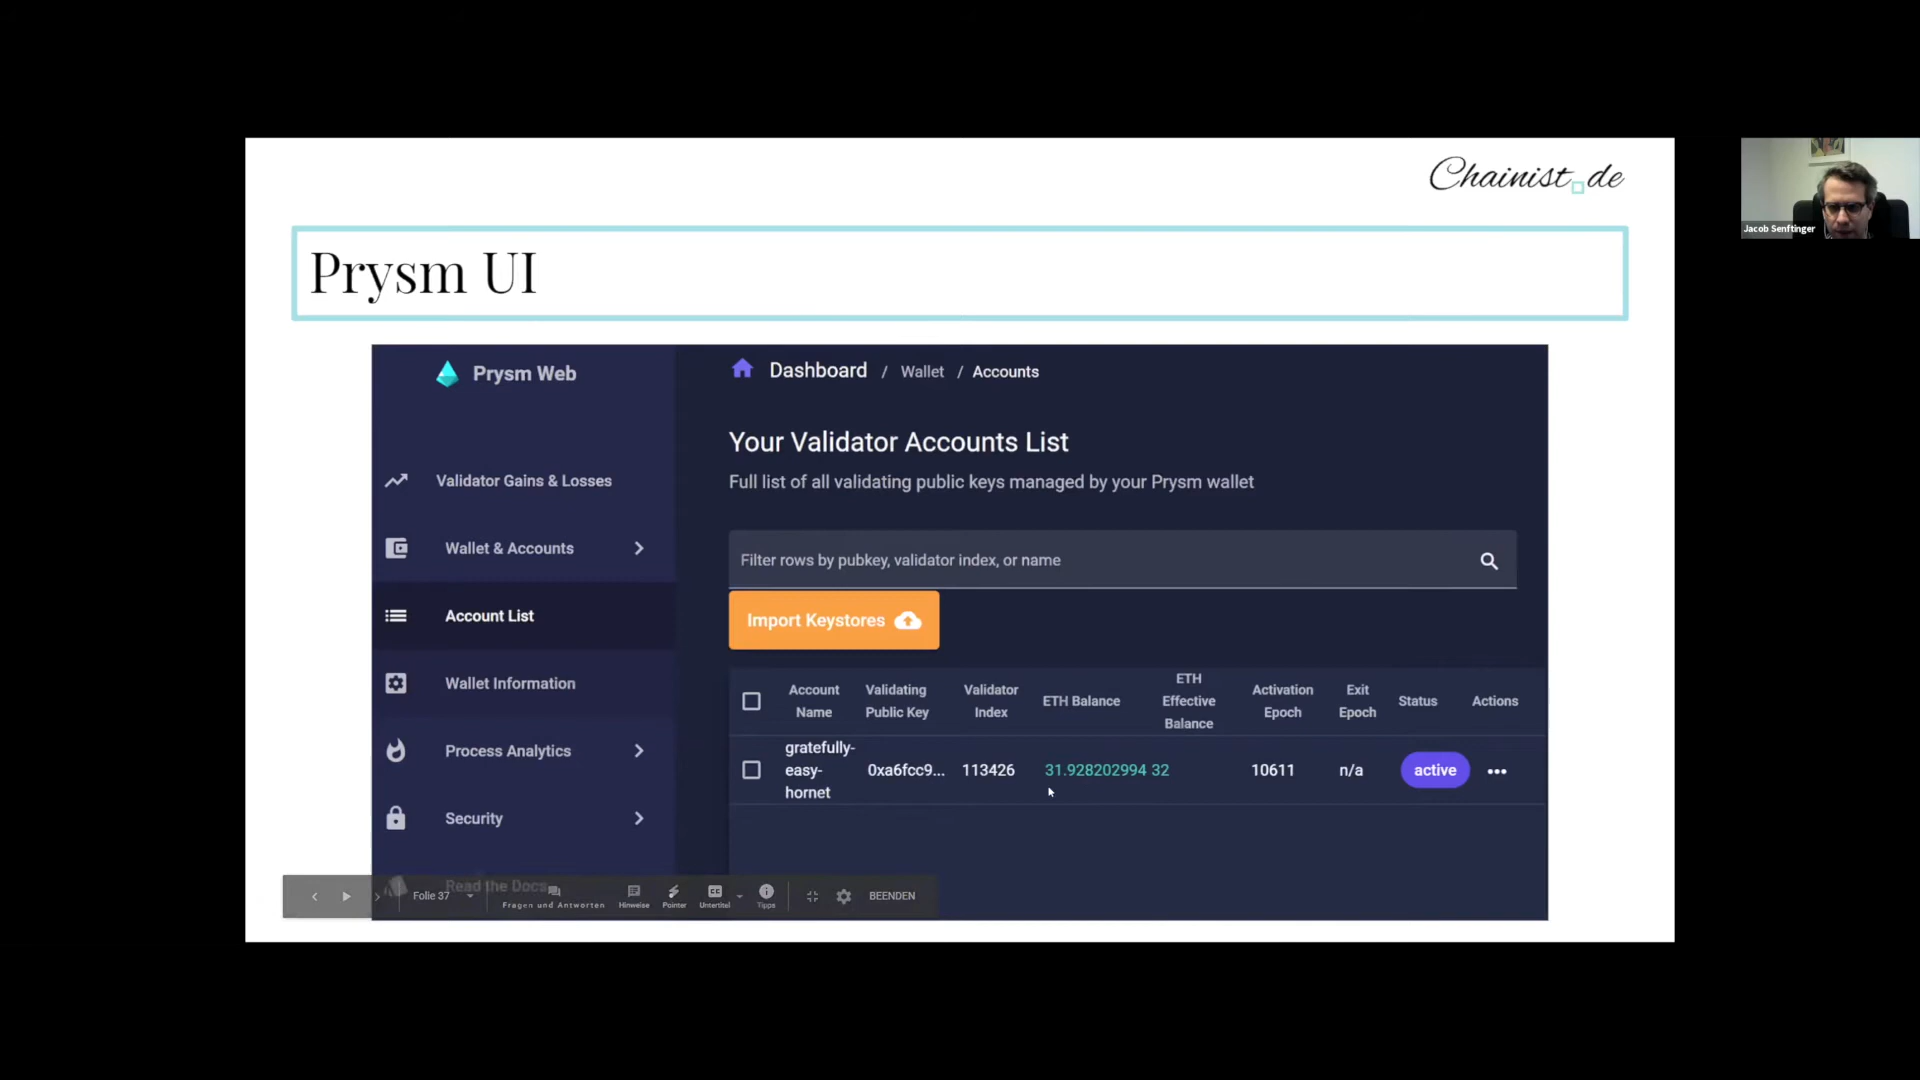 Chainist.de
Jacob Senftinger
Prysm UI
Prysm Web
Dashboard / Wallet / Accounts
Your Validator Accounts List
Full list of all validating public keys managed by your Prysm wallet
Validator Gains & Losses
Wallet & Accounts
Filter rows by pubkey, validator index, or name
Account List
Import Keystores
Wallet Information
Account Name Validating Public Key Validator Index ETH Balance ETH Effective Balance Activation Epoch Exit Epoch Status Actions
Process Analytics
gratefully-easy-hornet 0xa6fcc9... 113426 31.928202994 32 10611 n/a active
Security
Read the Docs
Folie 37 Fragen und Antworten Hinweise Pointer Untertitel Tipps BEENDEN